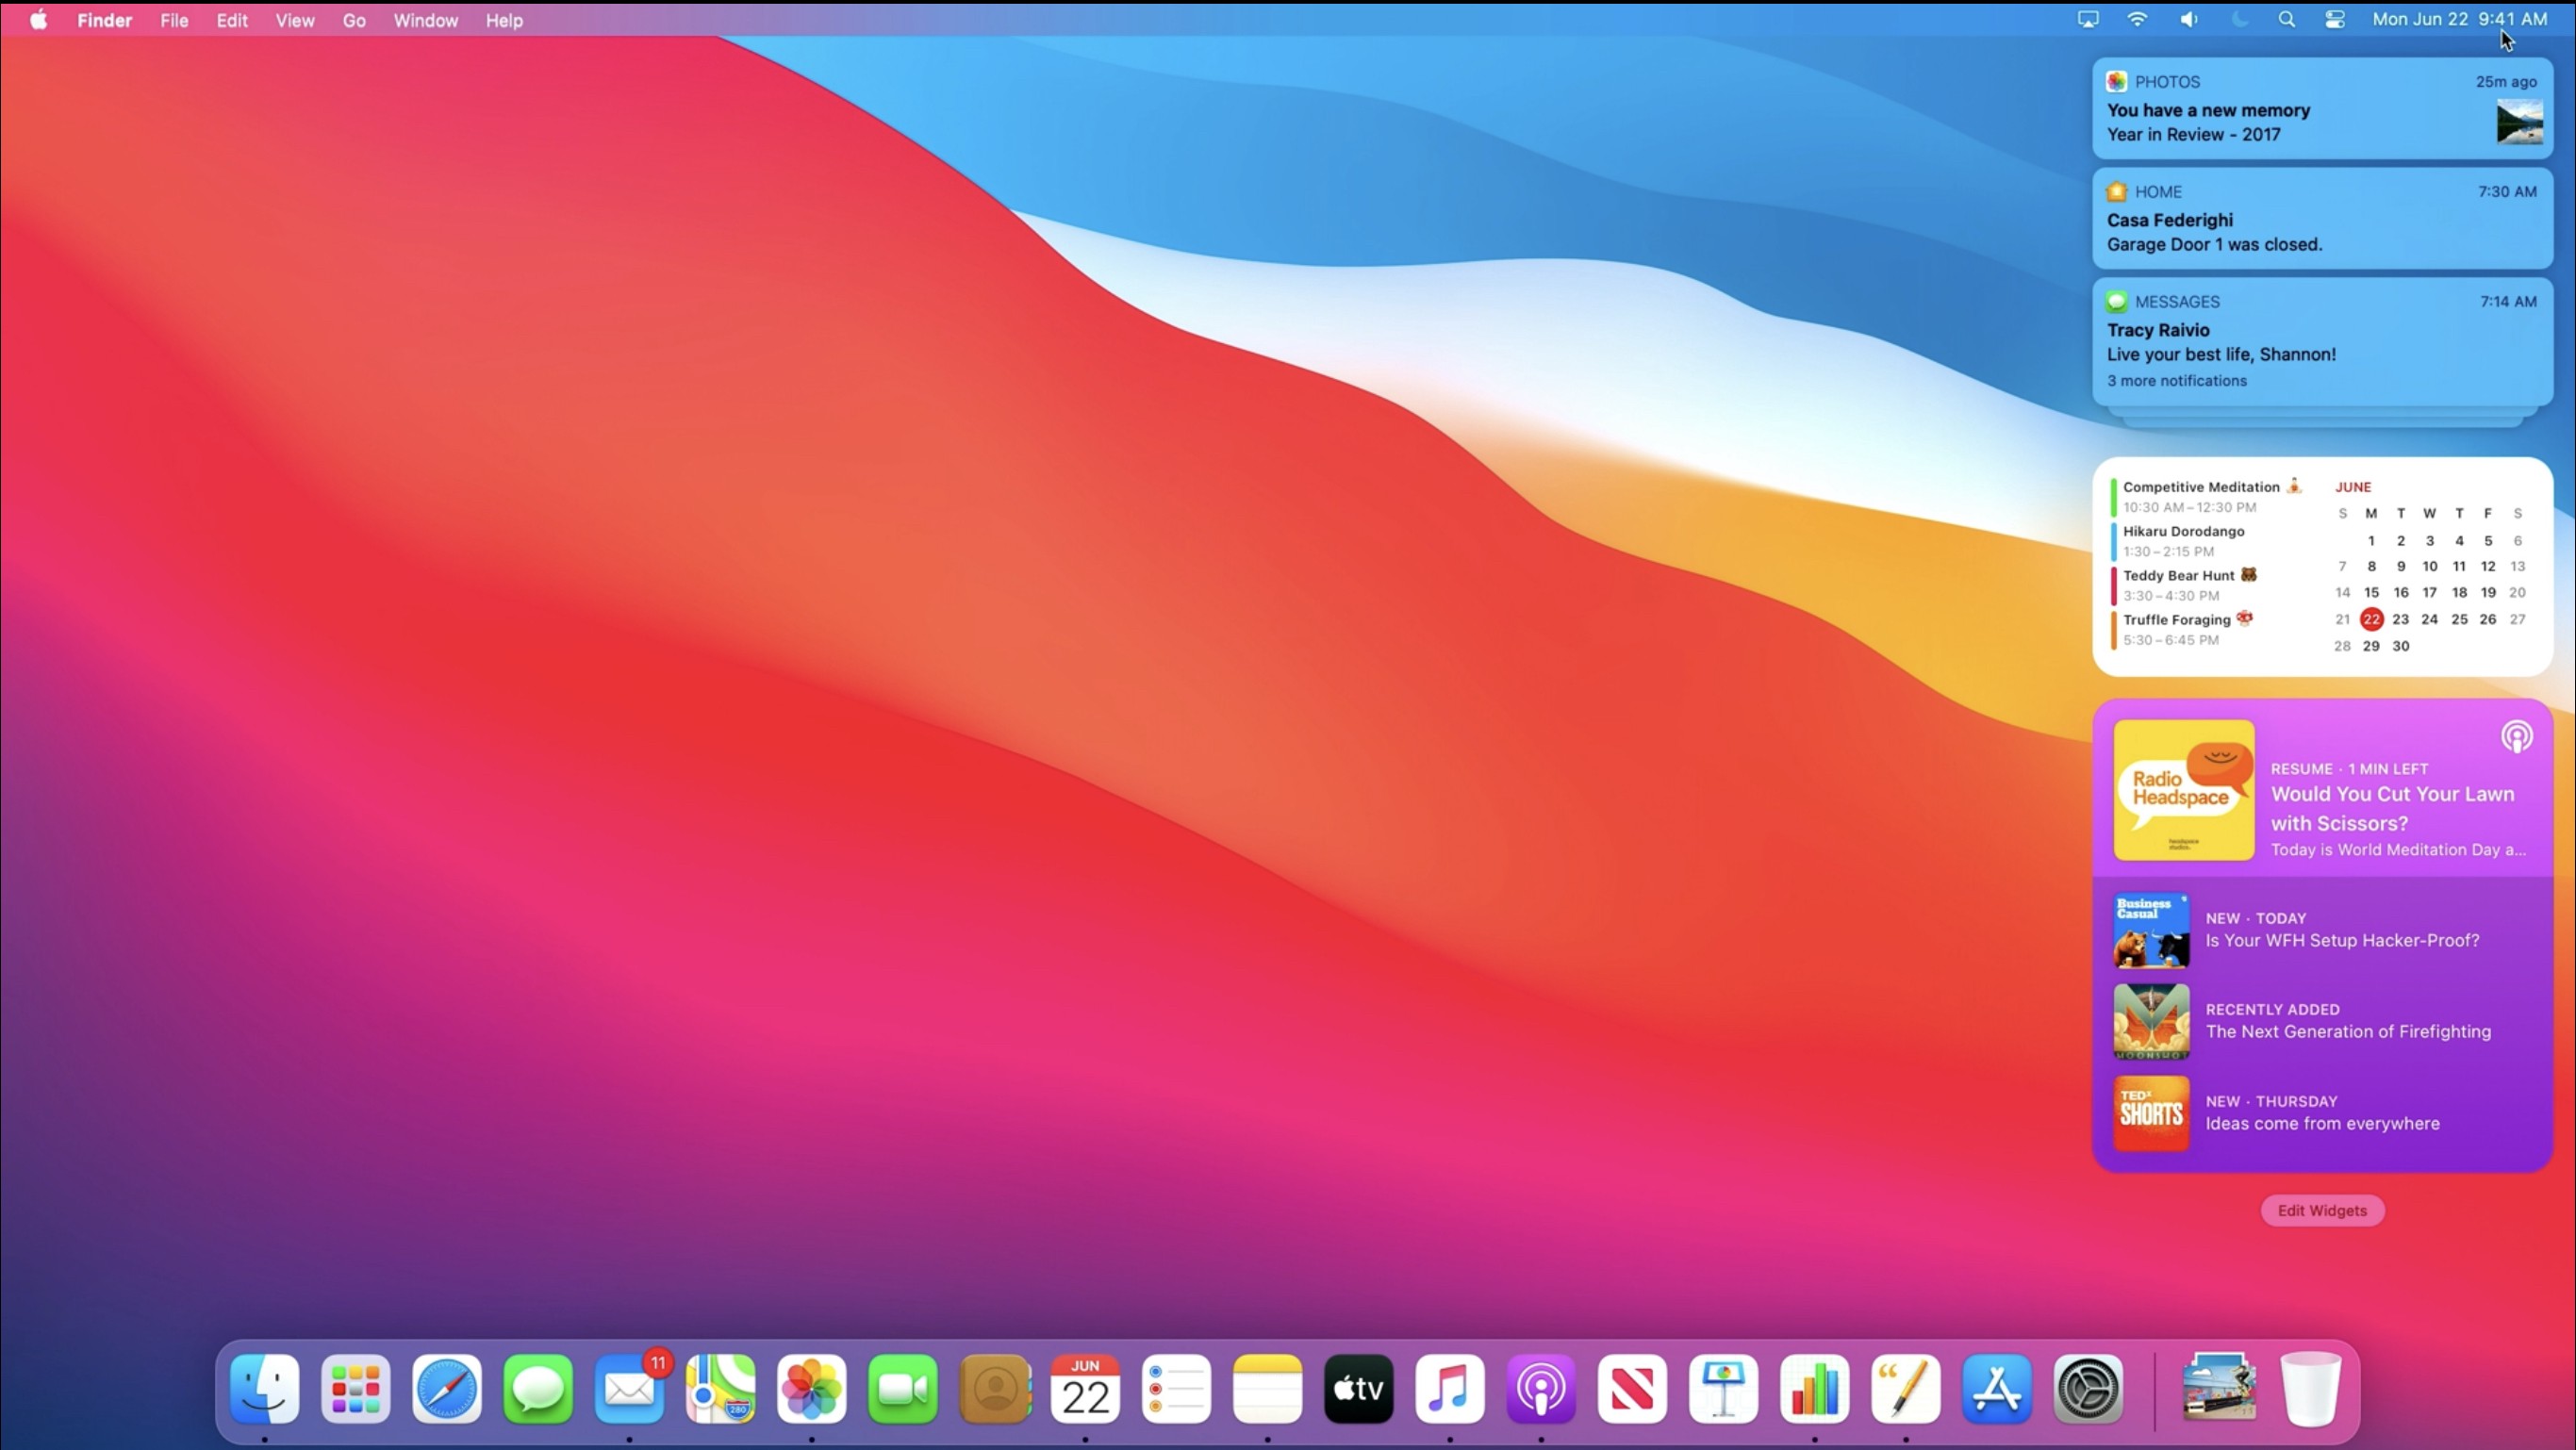 Finder File Edit View Go Window Help
Mon Jun 22 9:41 AM
PHOTOS 25m ago
You have a new memory
Year in Review - 2017
HOME 7:30 AM
Casa Federighi
Garage Door 1 was closed.
MESSAGES 7:14 AM
Tracy Raivio
Live your best life, Shannon!
3 more notifications
Competitive Meditation
10:30 AM – 12:30 PM
Hikaru Dorodango
1:30 – 2:15 PM
Teddy Bear Hunt
3:30 – 4:30 PM
Truffle Foraging
5:30 – 6:45 PM
JUNE
S M T W T F S
1 2 3 4 5 6
7 8 9 10 11 12 13
14 15 16 17 18 19 20
21 22 23 24 25 26 27
28 29 30
Radio
Headspace
headspace
studios.
RESUME · 1 MIN LEFT
Would You Cut Your Lawn
with Scissors?
Today is World Meditation Day a...
Business
Casual
NEW · TODAY
Is Your WFH Setup Hacker-Proof?
MOONSHOT
RECENTLY ADDED
The Next Generation of Firefighting
TEDx
SHORTS
NEW · THURSDAY
Ideas come from everywhere
Edit Widgets
11
280
JUN
22
tv